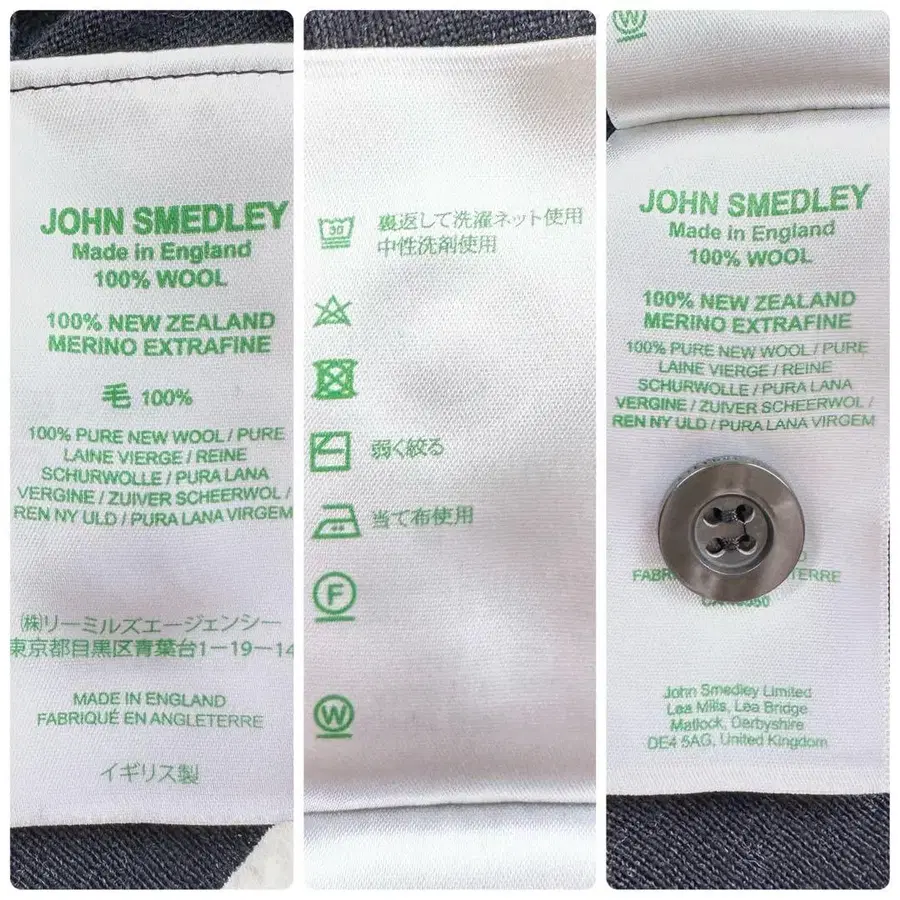 JOHN SMEDLEY
Made in England
100% WOOL
100% NEW ZEALAND
MERINO EXTRAFINE
毛 100%
100% PURE NEW WOOL / PURE
LAINE VIERGE / REINE
SCHURWOLLE / PURA LANA
VERGINE / ZUIVER SCHEERWOL /
REN NY ULD / PURA LANA VIRGEM
(株)リーミルズエージェンシー
東京都目黒区青葉台1-19-14
MADE IN ENGLAND
FABRIQUÉ EN ANGLETERRE
イギリス製
30
裏返して洗濯ネット使用
中性洗剤使用
弱く絞る
当て布使用
F
W
W
JOHN SMEDLEY
Made in England
100% WOOL
100% NEW ZEALAND
MERINO EXTRAFINE
100% PURE NEW WOOL / PURE
LAINE VIERGE / REINE
SCHURWOLLE / PURA LANA
VERGINE / ZUIVER SCHEERWOL /
REN NY ULD / PURA LANA VIRGEM
John Smedley Limited
Lea Mills, Lea Bridge
Matlock, Derbyshire
DE4 5AG, United Kingdom